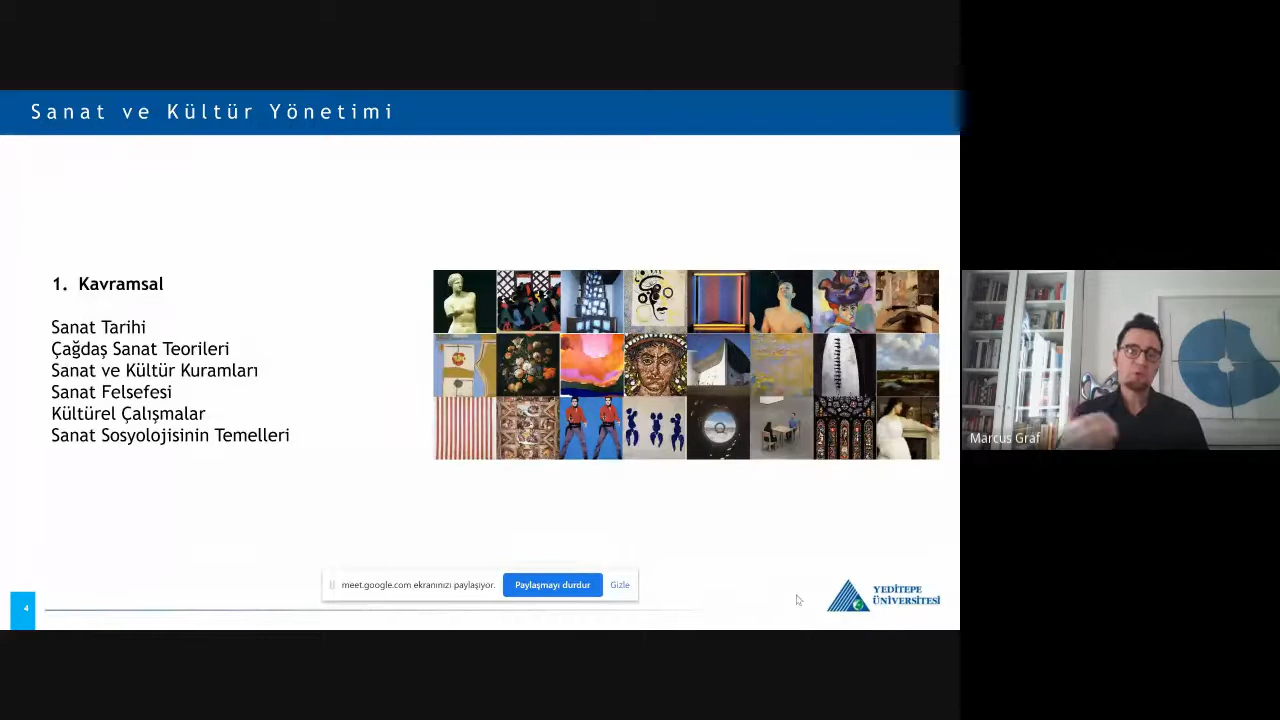 Sanat ve Kültür Yönetimi
1. Kavramsal
Sanat Tarihi
Çağdaş Sanat Teorileri
Sanat ve Kültür Kuramları
Sanat Felsefesi
Kültürel Çalışmalar
Sanat Sosyolojisinin Temelleri
Marcus Graf
meet.google.com ekranınızı paylaşıyor. Paylaşmayı durdur Gizle
4
YEDİTEPE
ÜNİVERSİTESİ